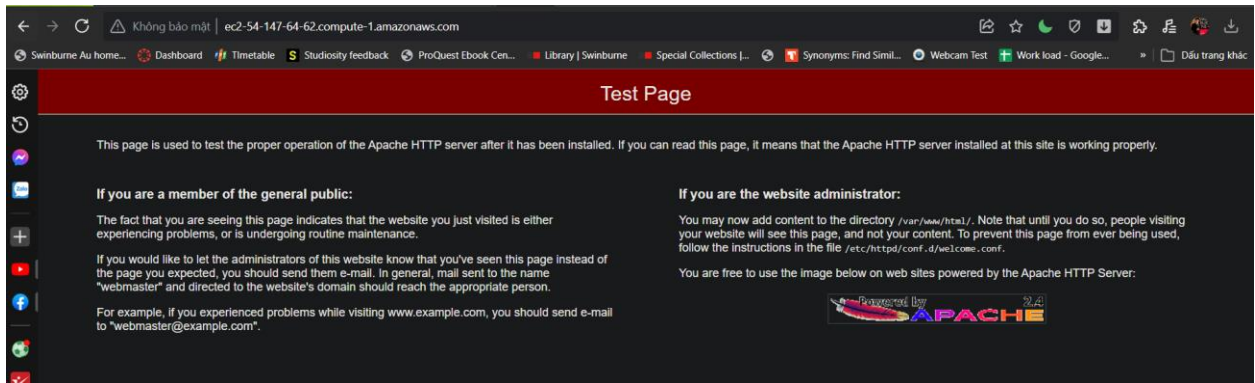 Không bảo mật
ec2-54-147-64-62.compute-1.amazonaws.com
Swinburne Au home...
Dashboard
TImetable
Studiosity feedback
ProQuest Ebook Cen...
Library | Swinburne
Special Collections |...
Synonyms: Find Simil...
Webcam Test
Work load - Google...
»
Dấu trang khác
Test Page
This page is used to test the proper operation of the Apache HTTP server after it has been installed. If you can read this page, it means that the Apache HTTP server installed at this site is working properly.
If you are a member of the general public:
The fact that you are seeing this page indicates that the website you just visited is either
experiencing problems, or is undergoing routine maintenance.
If you would like to let the administrators of this website know that you've seen this page instead of
the page you expected, you should send them e-mail. In general, mail sent to the name
"webmaster" and directed to the website's domain should reach the appropriate person.
For example, if you experienced problems while visiting www.example.com, you should send e-mail
to "webmaster@example.com".
If you are the website administrator:
You may now add content to the directory /var/www/html/. Note that until you do so, people visiting
your website will see this page, and not your content. To prevent this page from ever being used,
follow the instructions in the file /etc/httpd/conf.d/welcome.conf.
You are free to use the image below on web sites powered by the Apache HTTP Server:
Powered by 2.4
APACHE
Zalo